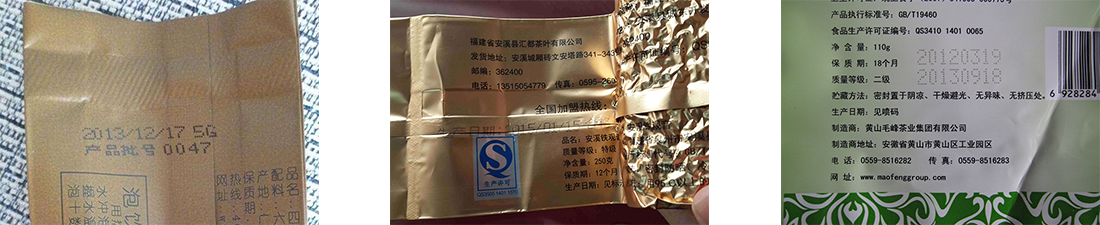 2013/12/17 5G
产品批号 0047
福建省安溪县汇都茶叶有限公司
发货地址：安溪城厢砖文安塔路341-343
邮编：362400
电话：13515054779 传真：0595-260
全国加盟热线：
生产日期：2015/01/15
品名：安溪铁观
质量等级：特级
净含量：250克
保质期：12个月
生产日期：见标示
生产许可
产品执行标准号：GB/T19460
食品生产许可证编号：QS3410 1401 0065
净 含 量：110g
保 质 期：18个月 20120319
质量等级：二级 20130918
贮藏方法：密封置于阴凉、干燥避光、无异味、无挤压处。
生产日期：见喷码
制造商：黄山毛峰茶业集团有限公司
制造商：安徽省黄山市黄山区工业园区
电 话：0559-8516282 传 真：0559-8516283
网 址：www.maofenggroup.com
6 928284